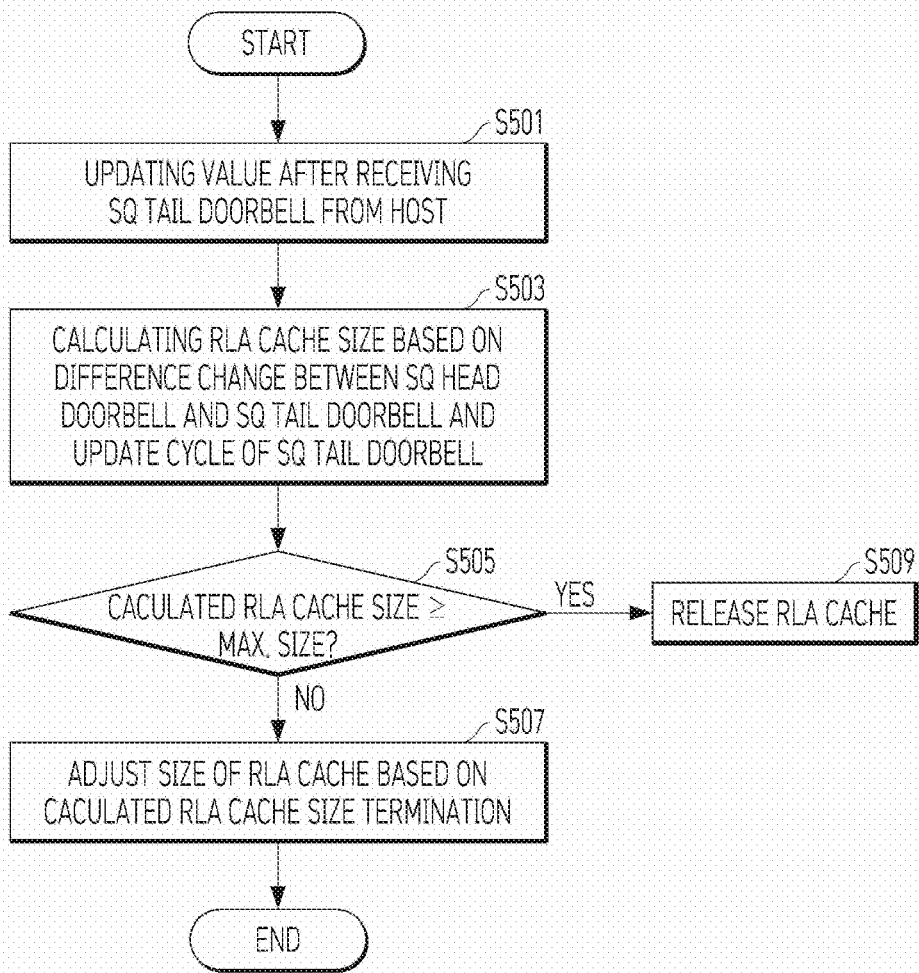 START
S501
UPDATING VALUE AFTER RECEIVING
SQ TAIL DOORBELL FROM HOST
S503
CALCULATING RLA CACHE SIZE BASED ON
DIFFERENCE CHANGE BETWEEN SQ HEAD
DOORBELL AND SQ TAIL DOORBELL AND
UPDATE CYCLE OF SQ TAIL DOORBELL
S505
CACULATED RLA CACHE SIZE ≥
MAX. SIZE?
YES
S509
RELEASE RLA CACHE
NO
S507
ADJUST SIZE OF RLA CACHE BASED ON
CACULATED RLA CACHE SIZE TERMINATION
END